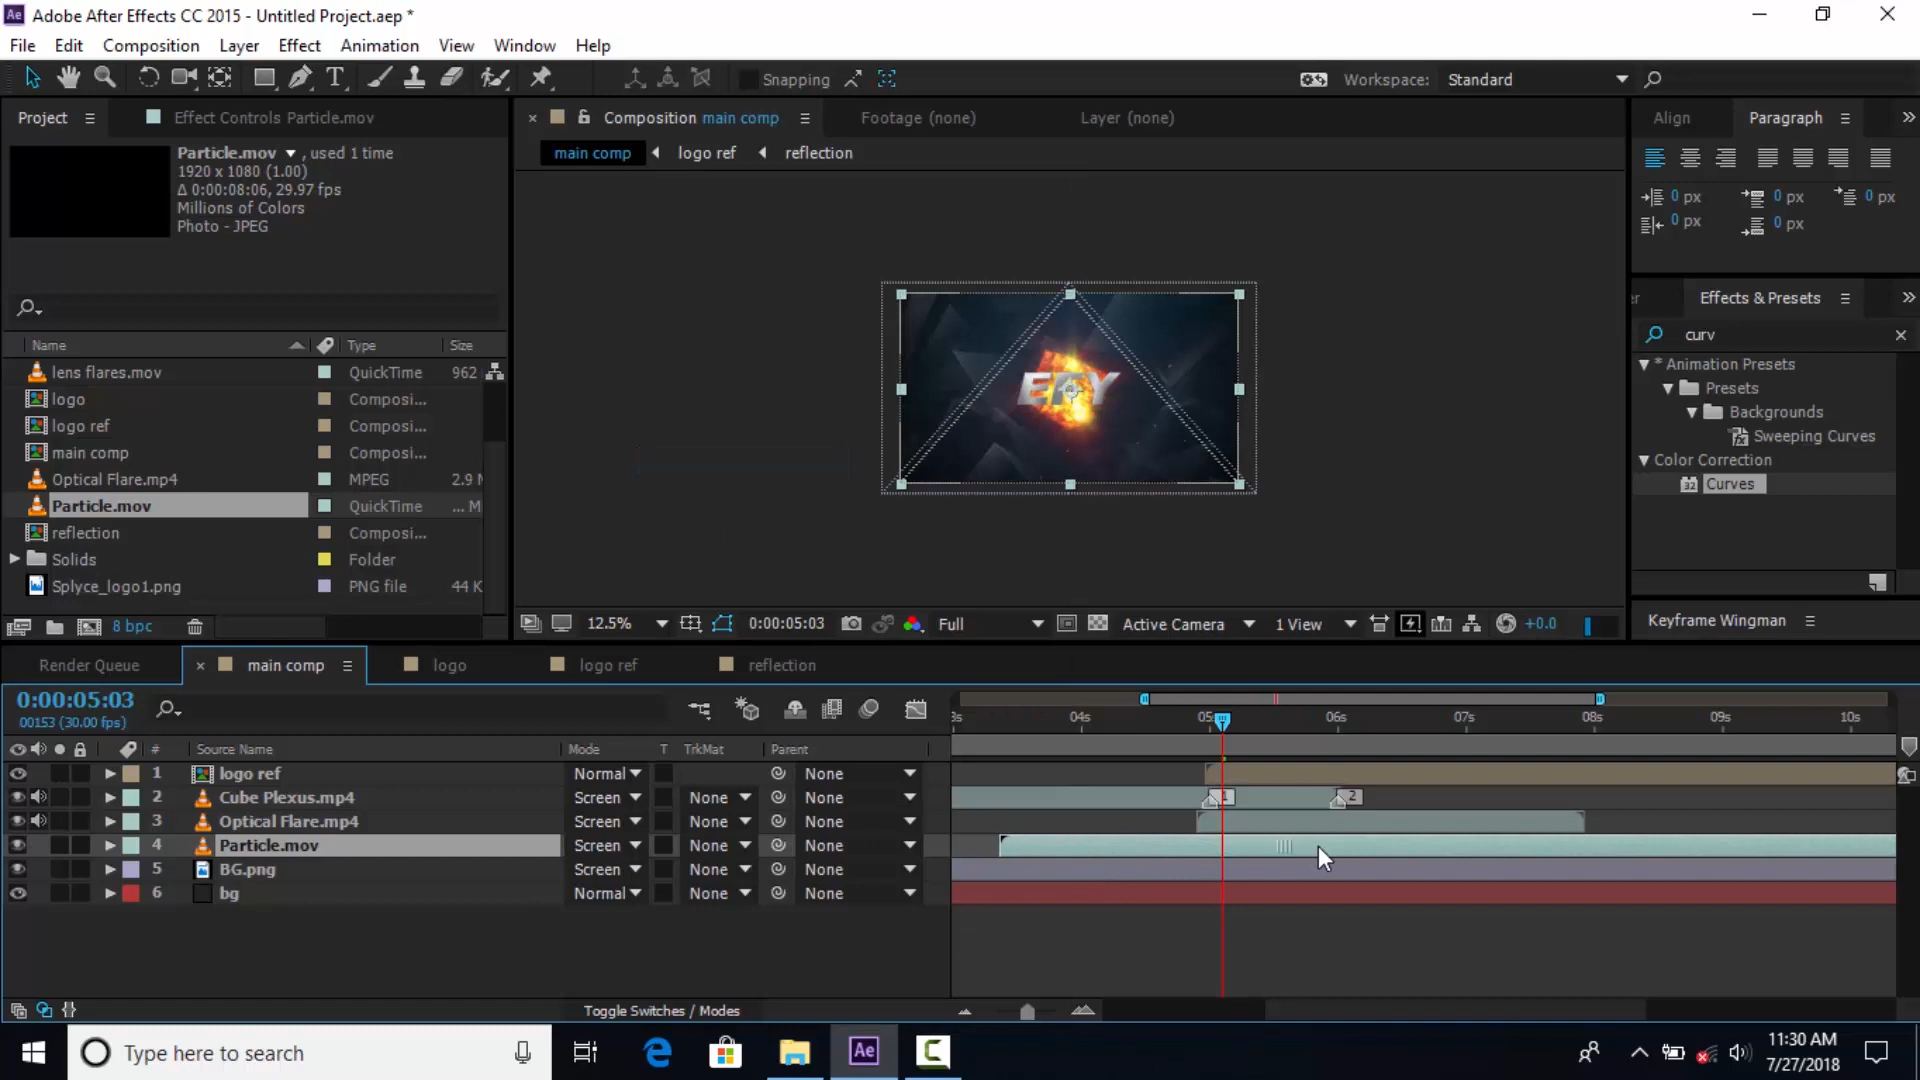 Ae Adobe After Effects CC 2015 - Untitled Project.aep *
File Edit Composition Layer Effect Animation View Window Help
T Snapping Workspace: Standard
Project Effect Controls Particle.mov
Composition main comp Footage (none) Layer (none)
Align Paragraph
main comp logo ref reflection
Particle.mov , used 1 time
1920 x 1080 (1.00)
Δ 0:00:08:06, 29.97 fps
Millions of Colors
Photo - JPEG
0 px 0 px 0 px
0 px 0 px
er Effects & Presets
curv
* Animation Presets
Presets
Backgrounds
Sweeping Curves
Color Correction
32 Curves
Keyframe Wingman
EFY
Name Type Size
lens flares.mov QuickTime 962
logo Composi...
logo ref Composi...
main comp Composi...
Optical Flare.mp4 MPEG 2.9 M
Particle.mov QuickTime ... M
reflection Composi...
Solids Folder
Splyce_logo1.png PNG file 44 K
8 bpc
12.5% 0:00:05:03 Full Active Camera 1 View +0.0
Render Queue main comp logo logo ref reflection
0:00:05:03
00153 (30.00 fps)
3s 04s 05s 06s 07s 08s 09s 10s
# Source Name Mode T TrkMat Parent
1 logo ref Normal None
2 Cube Plexus.mp4 Screen None None 1 2
3 Optical Flare.mp4 Screen None None
4 Particle.mov Screen None None
5 BG.png Screen None None
6 bg Normal None None
Toggle Switches / Modes
Type here to search
Ae
C
11:30 AM
7/27/2018